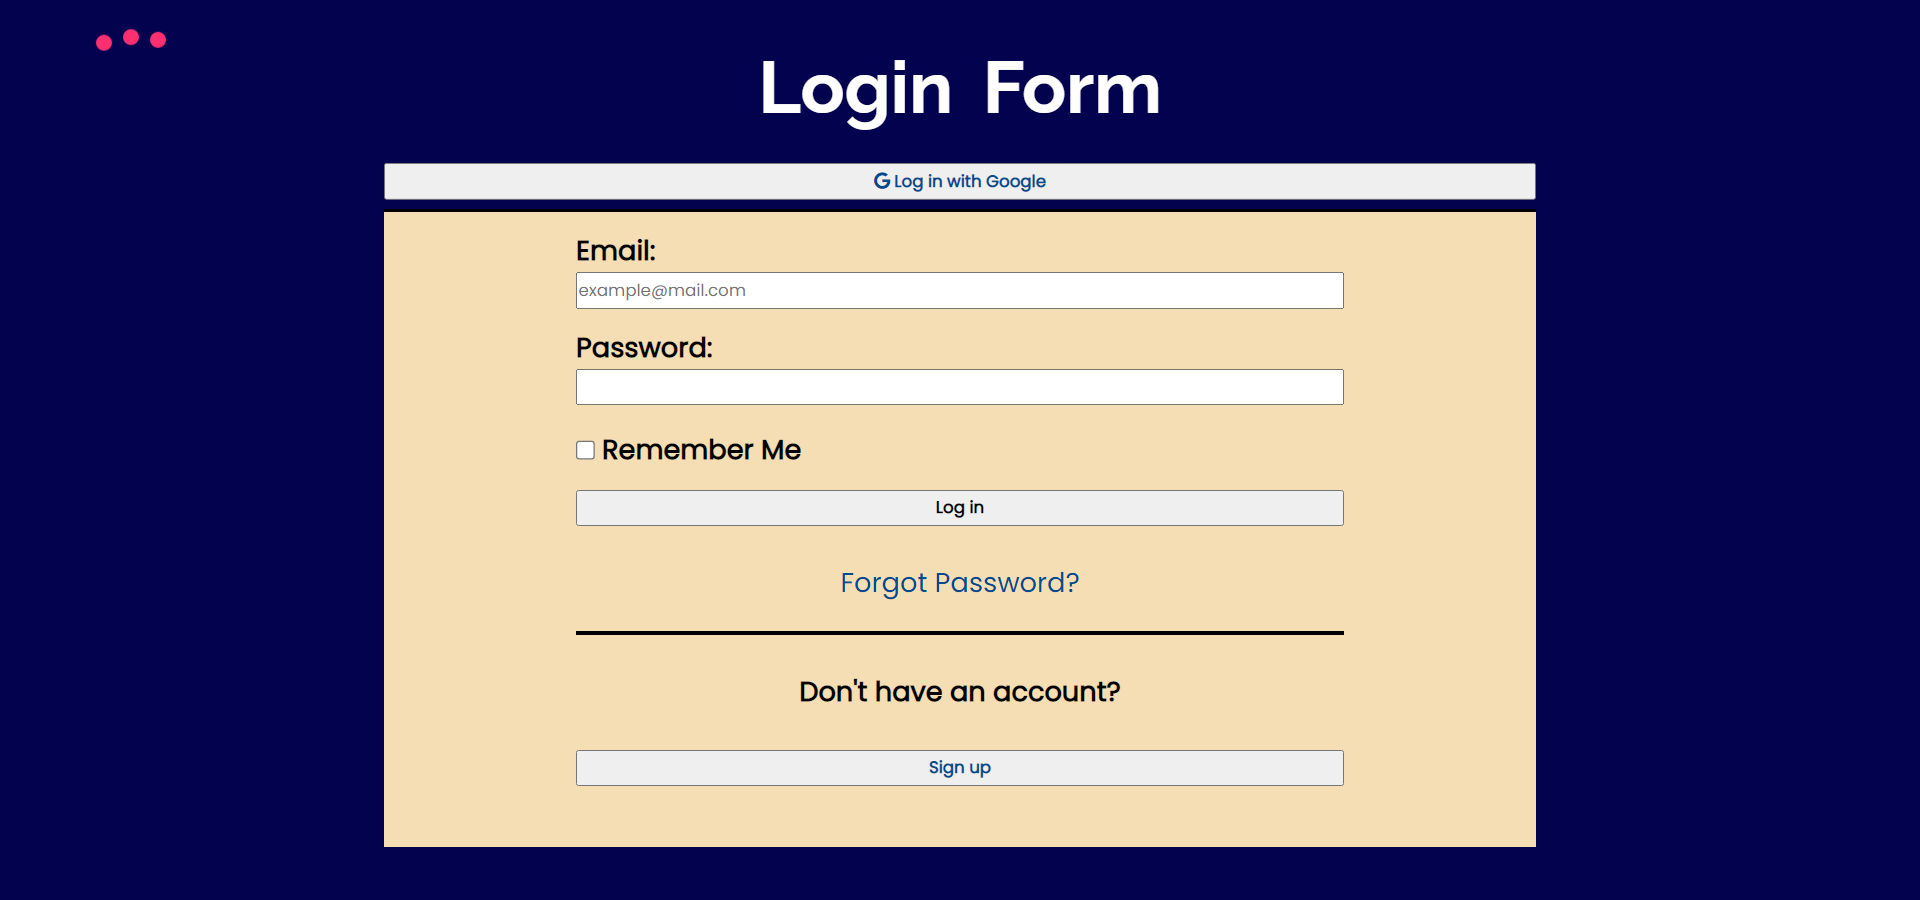 Login Form
Log in with Google
Email:
example@mail.com
Password:
Remember Me
Log in
Forgot Password?
Don't have an account?
Sign up